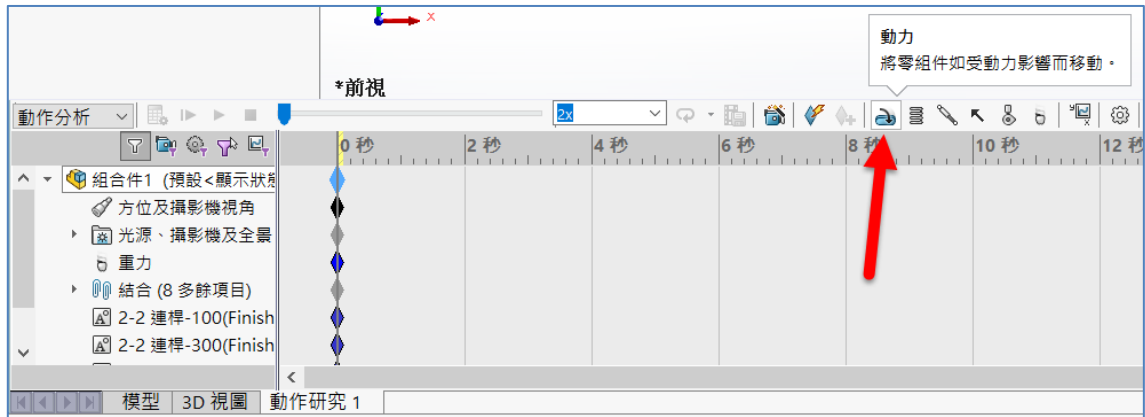 x
動力
將零組件如受動力影響而移動。
*前視
動作分析
2x
0 秒
2 秒
4 秒
6 秒
8 秒
10 秒
12 秒
組合件1 (預設<顯示狀態
方位及攝影機視角
光源、攝影機及全景
重力
結合 (8 多餘項目)
2-2 連桿-100(Finish
2-2 連桿-300(Finish
模型
3D 視圖
動作研究 1